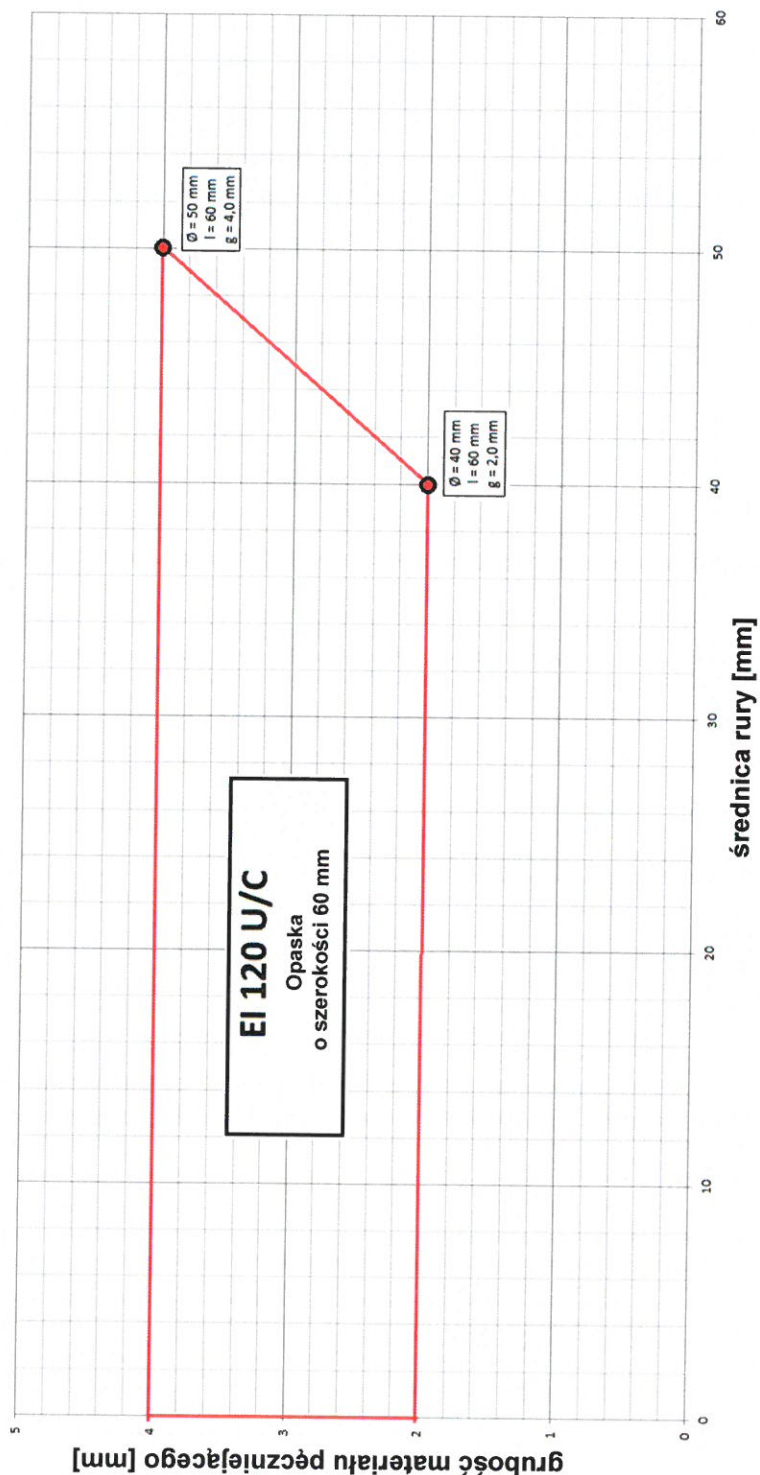 grubość materiału pęczniejącego [mm]
5
4
3
2
1
0
EI 120 U/C
Opaska
o szerokości 60 mm
Ø = 40 mm
l = 60 mm
g = 2,0 mm
Ø = 50 mm
l = 60 mm
g = 4,0 mm
0
10
20
30
40
50
60
średnica rury [mm]